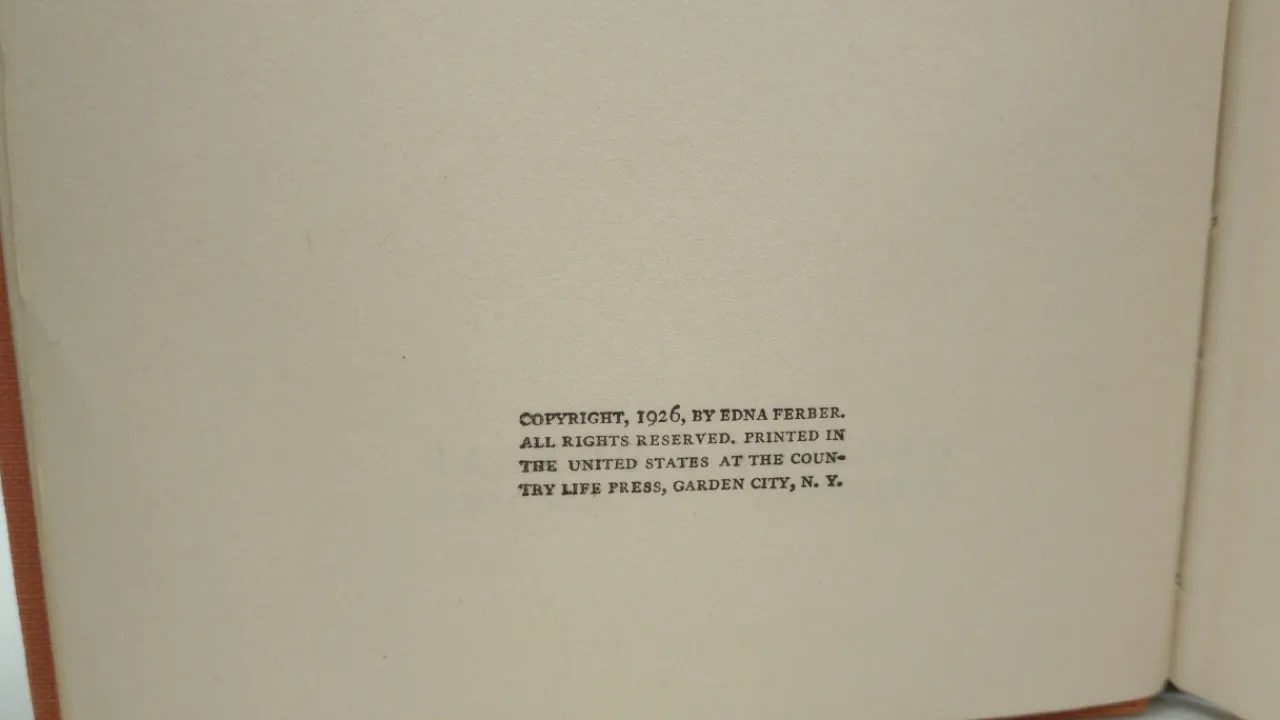 COPYRIGHT, 1926, BY EDNA FERBER.
ALL RIGHTS RESERVED. PRINTED IN
THE UNITED STATES AT THE COUN-
TRY LIFE PRESS, GARDEN CITY, N. Y.